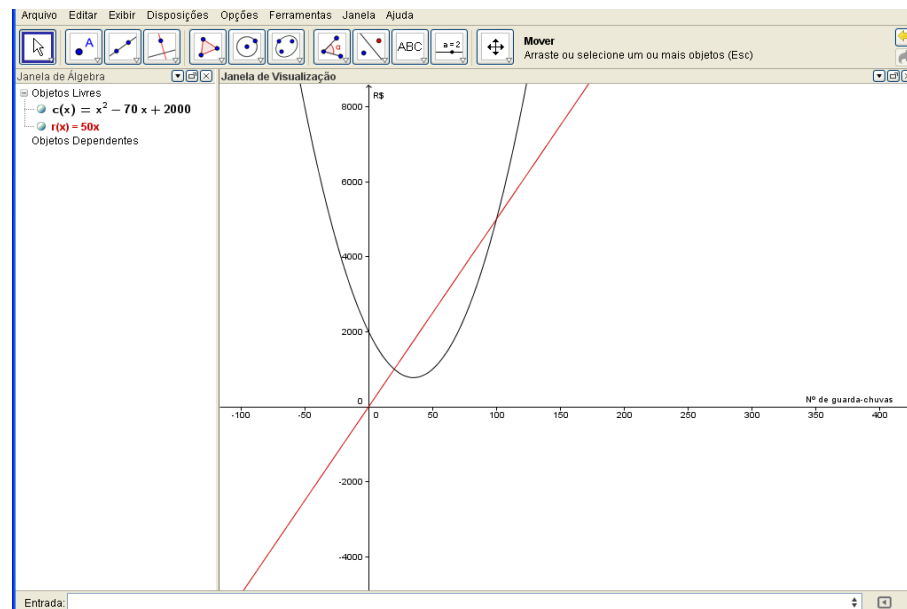 Arquivo Editar Exibir Disposições Opções Ferramentas Janela Ajuda
A
α
ABC
a=2
Mover
Arraste ou selecione um ou mais objetos (Esc)
Janela de Álgebra
Janela de Visualização
Objetos Livres
c(x) = x² − 70 x + 2000
r(x) = 50x
Objetos Dependentes
R$
8000
6000
4000
2000
0
Nº de guarda-chuvas
-100 -50 0 50 100 150 200 250 300 350 400
-2000
-4000
Entrada: